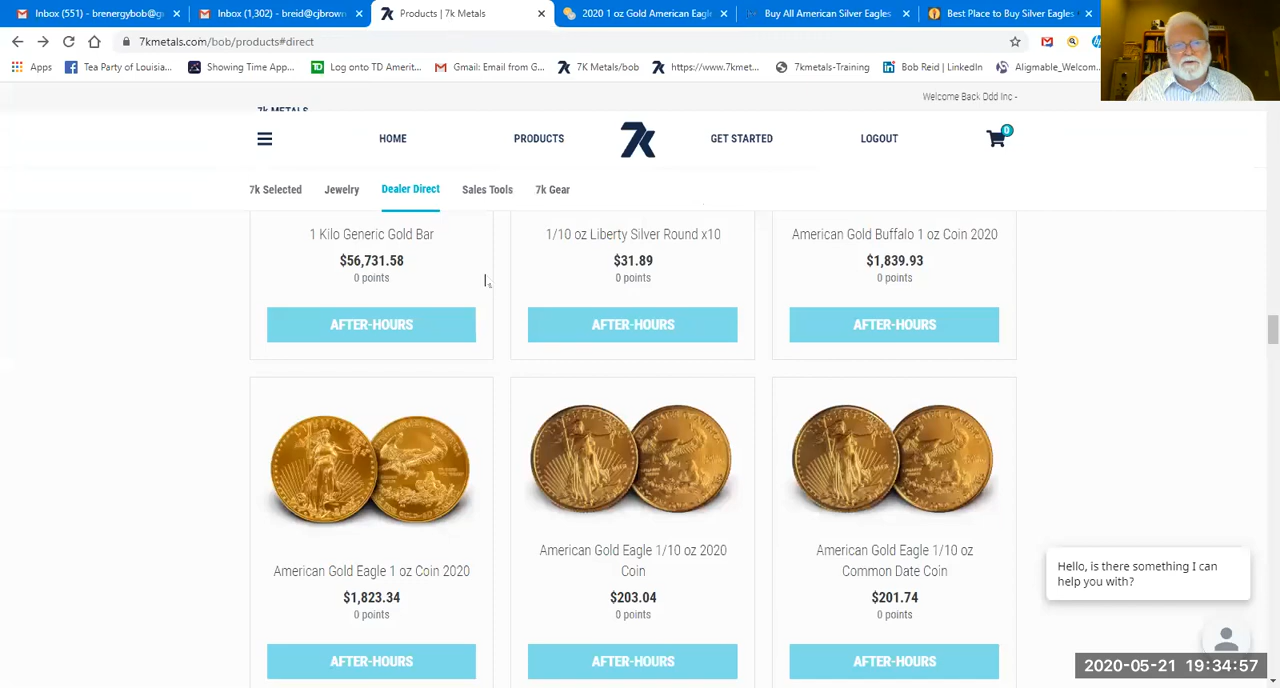 Inbox (551) - brenergybob@g
Inbox (1,302) - breid@cjbrown
Products | 7k Metals
2020 1 oz Gold American Eagle
Buy All American Silver Eagles
Best Place to Buy Silver Eagles
7kmetals.com/bob/products#direct
Apps
Tea Party of Louisia...
Showing Time App...
Log onto TD Amerit...
Gmail: Email from G...
7K Metals/bob
https://www.7kmet...
7kmetals-Training
Bob Reid | LinkedIn
Aligmable_Welcom...
Welcome Back Ddd Inc -
7k METALS
HOME
PRODUCTS
7k
GET STARTED
LOGOUT
0
7k Selected
Jewelry
Dealer Direct
Sales Tools
7k Gear
1 Kilo Generic Gold Bar
$56,731.58
0 points
AFTER-HOURS
1/10 oz Liberty Silver Round x10
$31.89
0 points
AFTER-HOURS
American Gold Buffalo 1 oz Coin 2020
$1,839.93
0 points
AFTER-HOURS
American Gold Eagle 1 oz Coin 2020
$1,823.34
0 points
AFTER-HOURS
American Gold Eagle 1/10 oz 2020
Coin
$203.04
0 points
AFTER-HOURS
American Gold Eagle 1/10 oz
Common Date Coin
$201.74
0 points
AFTER-HOURS
Hello, is there something I can
help you with?
2020-05-21 19:34:57